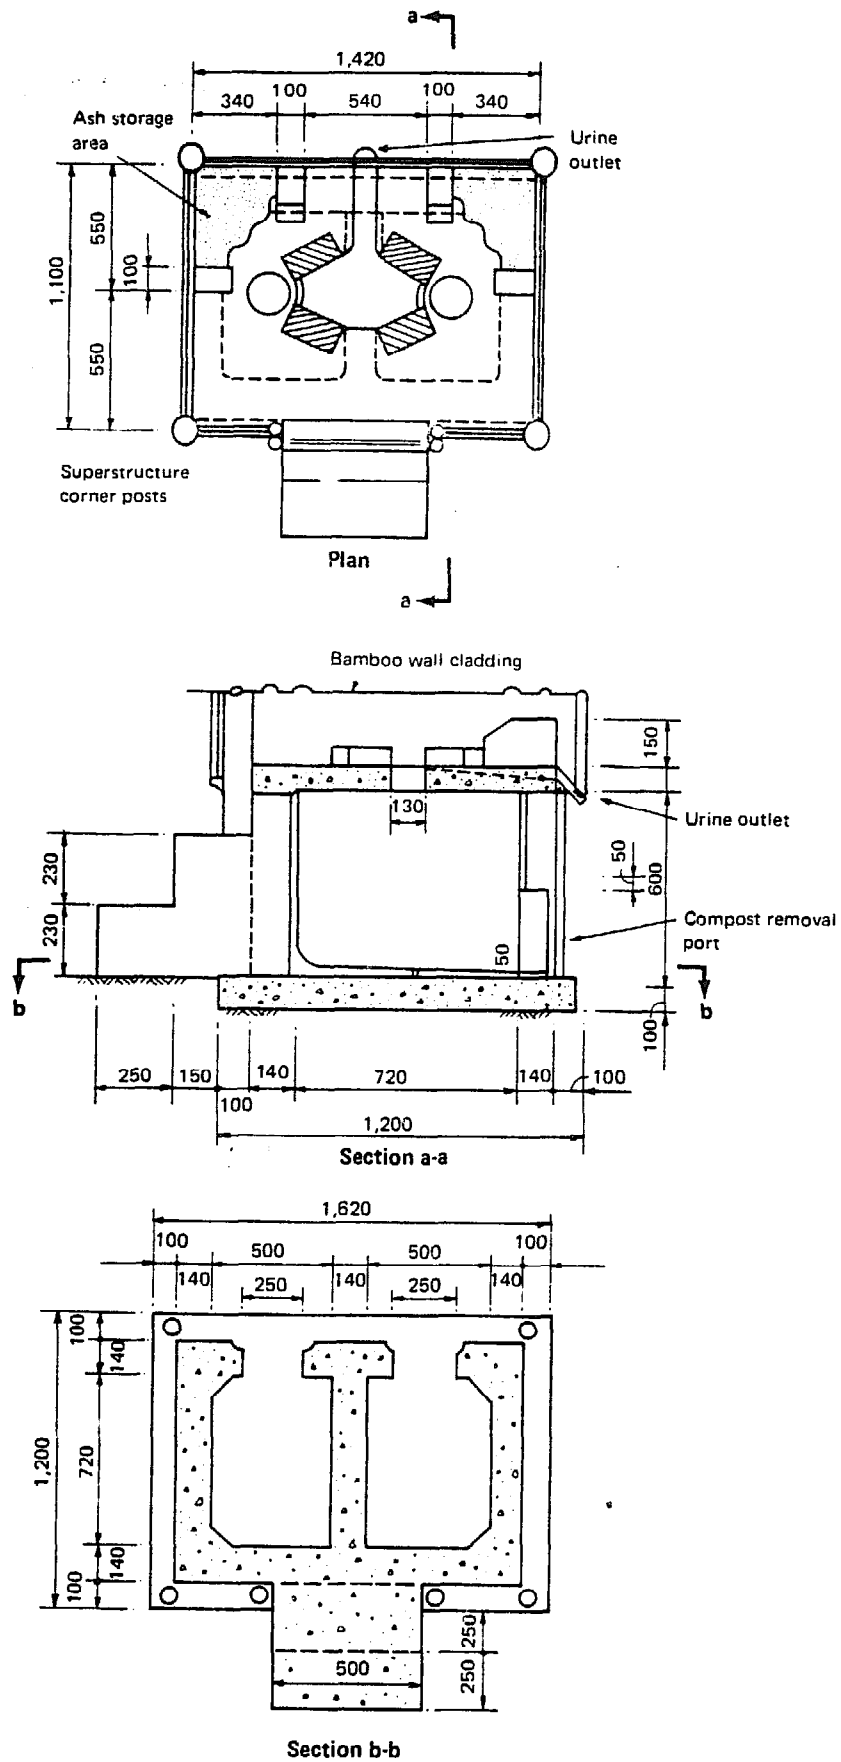 a
1,420
100
100
340
540
340
Ash storage
area
Urine
outlet
550
100
1,100
550
Superstructure
corner posts
Plan
a
Bamboo wall cladding
150
130
Urine outlet
230
50
600
230
Compost removal
port
50
b
b
100
250
150
140
720
140
100
100
1,200
Section a-a
1,620
100
500
500
100
140
250
140
250
140
100
140
1,200
720
140
100
250
500
250
Section b-b